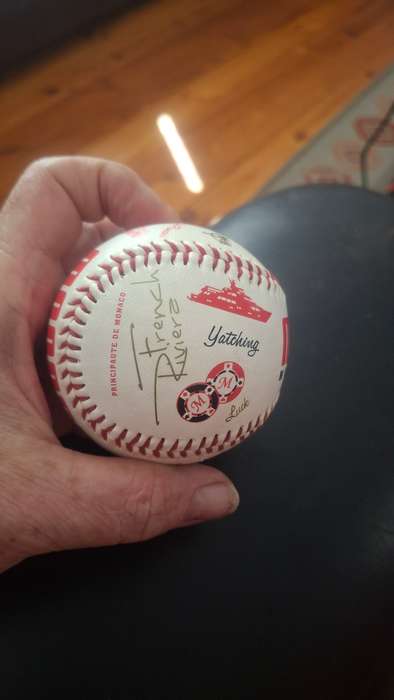 PRINCIPAUTE DE MONACO
French
Riviera
Yatching
M
M
Luck